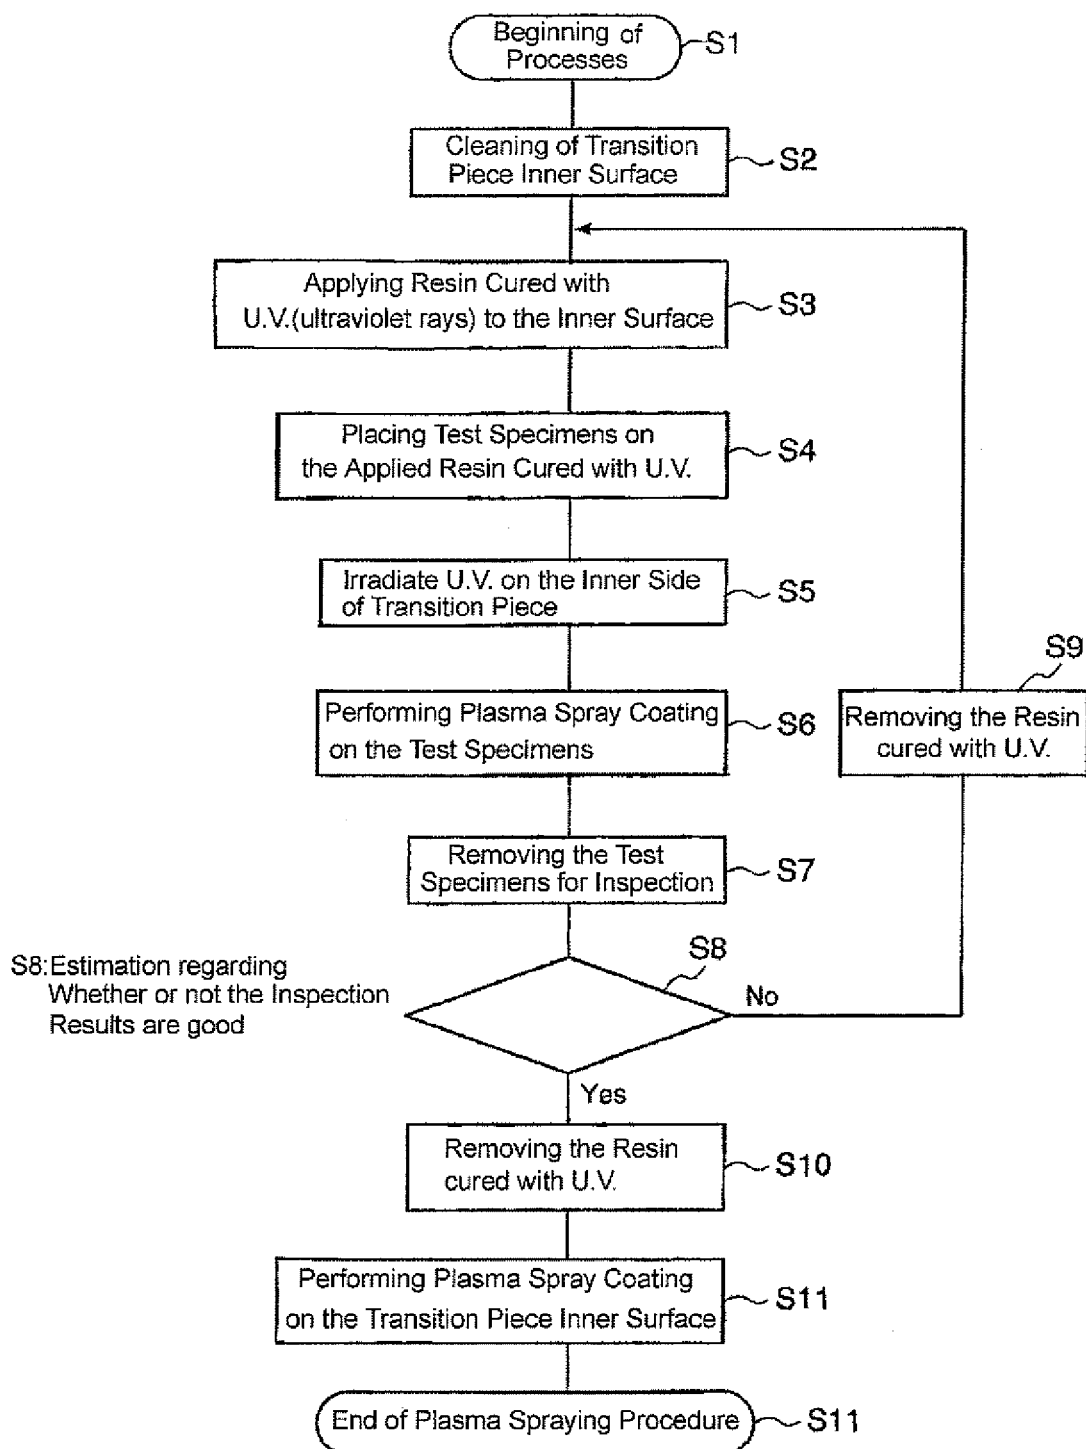 Beginning of
Processes
S1
Cleaning of Transition
Piece Inner Surface
S2
Applying Resin Cured with
U.V.(ultraviolet rays) to the Inner Surface
S3
Placing Test Specimens on
the Applied Resin Cured with U.V.
S4
Irradiate U.V. on the Inner Side
of Transition Piece
S5
Performing Plasma Spray Coating
on the Test Specimens
S6
S9
Removing the Resin
cured with U.V.
Removing the Test
Specimens for Inspection
S7
S8:Estimation regarding
Whether or not the Inspection
Results are good
S8
No
Yes
Removing the Resin
cured with U.V.
S10
Performing Plasma Spray Coating
on the Transition Piece Inner Surface
S11
End of Plasma Spraying Procedure
S11